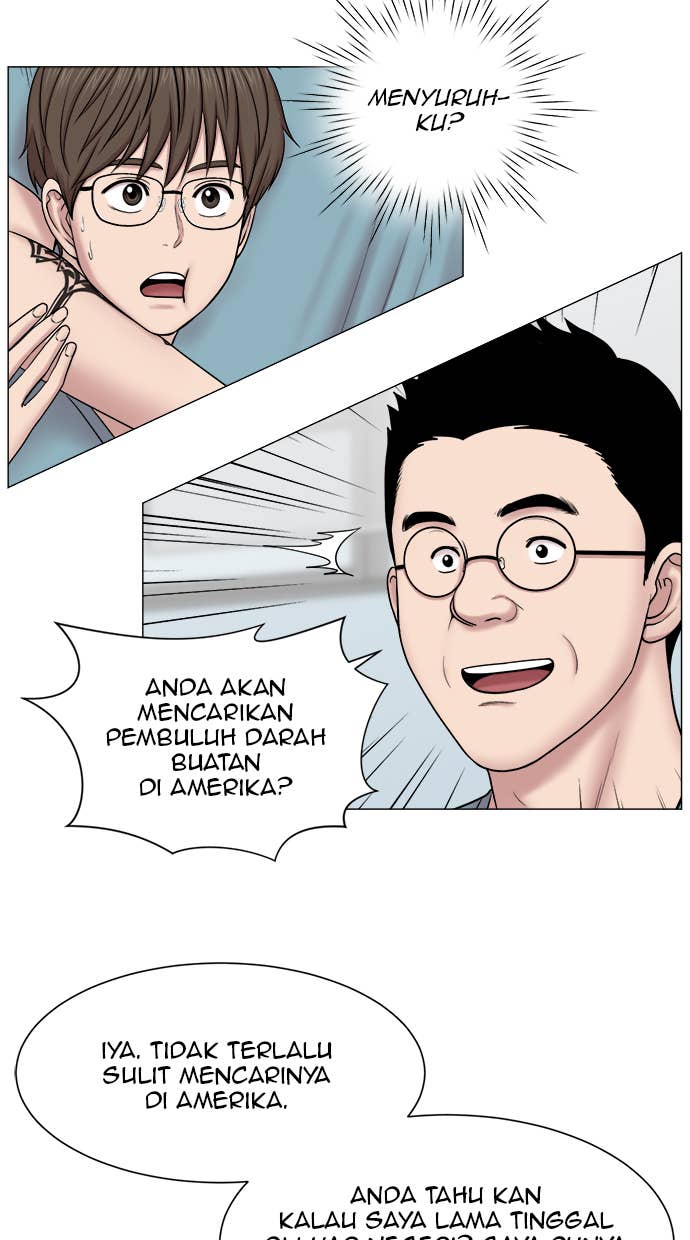 MENYURUH-
KU?
ANDA AKAN
MENCARIKAN
PEMBULUH DARAH
BUATAN
DI AMERIKA?
IYA. TIDAK TERLALU
SULIT MENCARINYA
DI AMERIKA.
ANDA TAHU KAN
KALAU SAYA LAMA TINGGAL